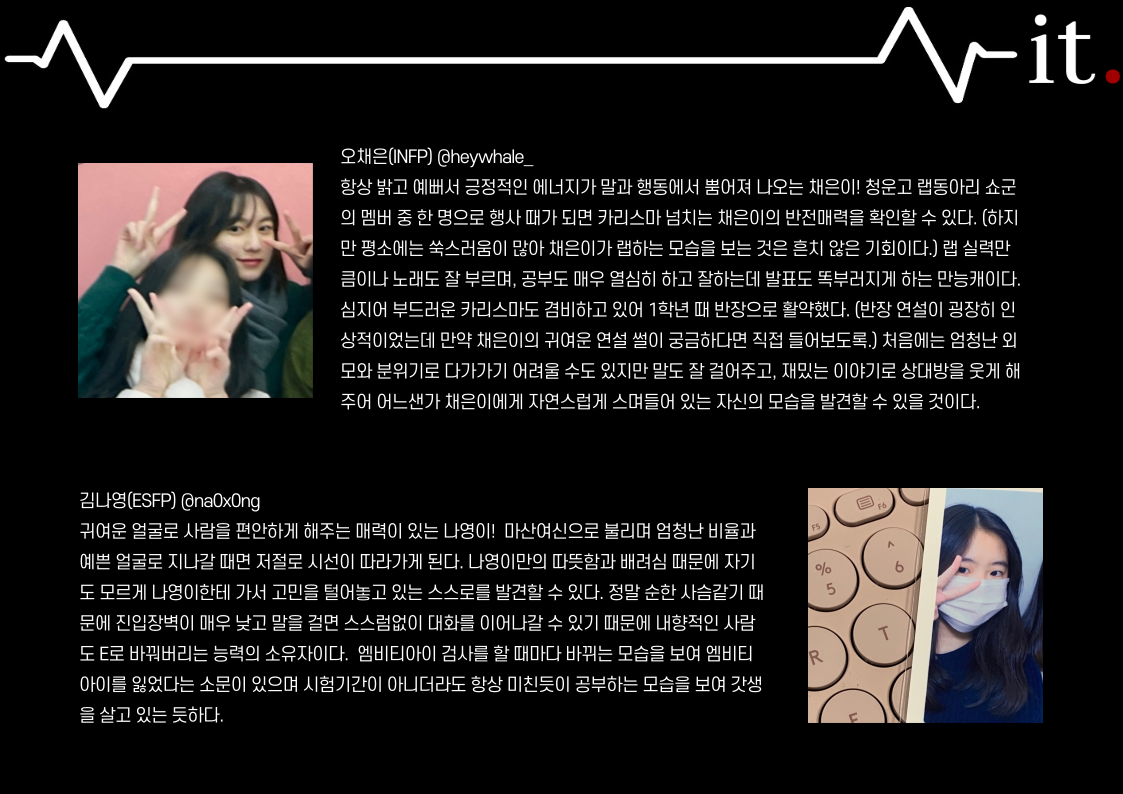 it.
오채은(INFP) @heywhale_
항상 밝고 예뻐서 긍정적인 에너지가 말과 행동에서 뿜어져 나오는 채은이! 청운고 랩동아리 쇼군
의 멤버 중 한 명으로 행사 때가 되면 카리스마 넘치는 채은이의 반전매력을 확인할 수 있다. (하지
만 평소에는 쑥스러움이 많아 채은이가 랩하는 모습을 보는 것은 흔치 않은 기회이다.) 랩 실력만
큼이나 노래도 잘 부르며, 공부도 매우 열심히 하고 잘하는데 발표도 똑부러지게 하는 만능캐이다.
심지어 부드러운 카리스마도 겸비하고 있어 1학년 때 반장으로 활약했다. (반장 연설이 굉장히 인
상적이었는데 만약 채은이의 귀여운 연설 썰이 궁금하다면 직접 들어보도록.) 처음에는 엄청난 외
모와 분위기로 다가가기 어려울 수도 있지만 말도 잘 걸어주고, 재밌는 이야기로 상대방을 웃게 해
주어 어느샌가 채은이에게 자연스럽게 스며들어 있는 자신의 모습을 발견할 수 있을 것이다.
김나영(ESFP) @na0x0ng
귀여운 얼굴로 사람을 편안하게 해주는 매력이 있는 나영이!  마산여신으로 불리며 엄청난 비율과
예쁜 얼굴로 지나갈 때면 저절로 시선이 따라가게 된다. 나영이만의 따뜻함과 배려심 때문에 자기
도 모르게 나영이한테 가서 고민을 털어놓고 있는 스스로를 발견할 수 있다. 정말 순한 사슴같기 때
문에 진입장벽이 매우 낮고 말을 걸면 스스럼없이 대화를 이어나갈 수 있기 때문에 내향적인 사람
도 E로 바꿔버리는 능력의 소유자이다.  엠비티아이 검사를 할 때마다 바뀌는 모습을 보여 엠비티
아이를 잃었다는 소문이 있으며 시험기간이 아니더라도 항상 미친듯이 공부하는 모습을 보여 갓생
을 살고 있는 듯하다.
F5 F6
% 5 ^ 6
R T
F